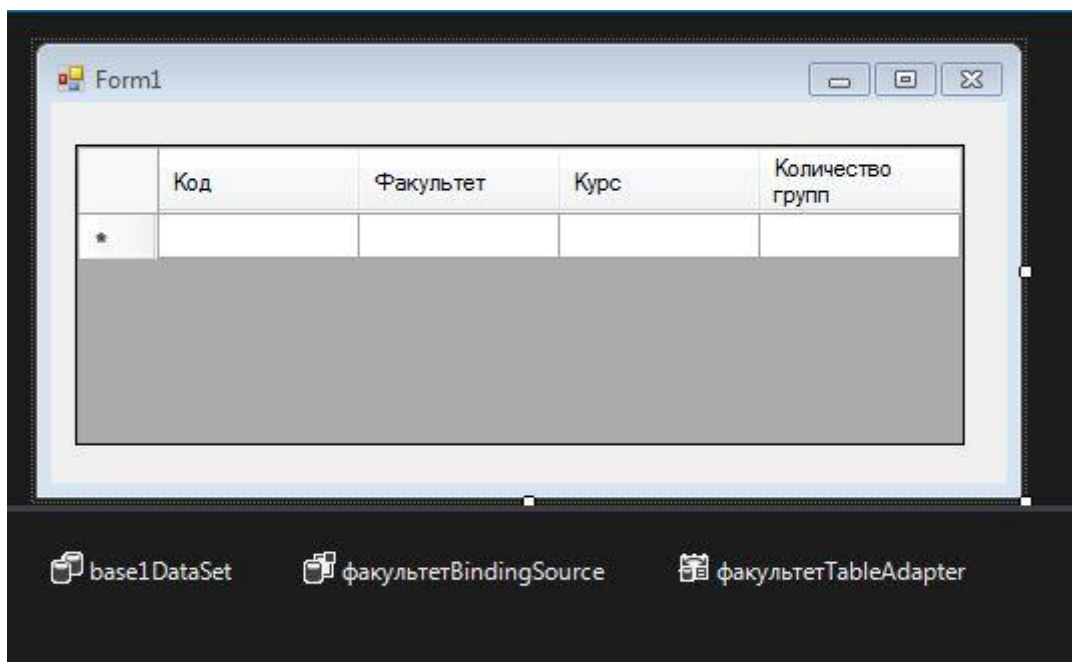 Form1
Код Факультет Курс Количество
групп
*
base1DataSet факультетBindingSource факультетTableAdapter